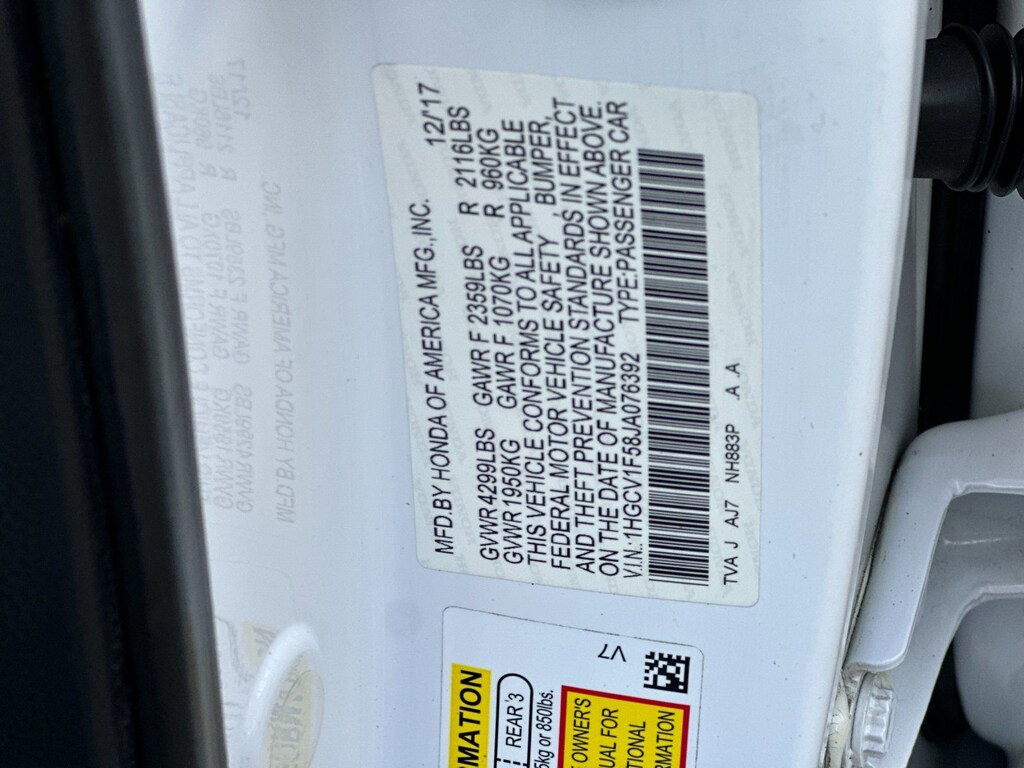 MFD.BY HONDA OF AMERICA MFG.,INC. 12/17
GVWR 4299LBS GAWR F 2359LBS R 2116LBS
GVWR 1950KG GAWR F 1070KG R 960KG
THIS VEHICLE CONFORMS TO ALL APPLICABLE
FEDERAL MOTOR VEHICLE SAFETY, BUMPER,
AND THEFT PREVENTION STANDARDS IN EFFECT
ON THE DATE OF MANUFACTURE SHOWN ABOVE.
V.I.N.:1HGCV1F58JA076392 TYPE:PASSENGER CAR
TVA J AJ7 NH883P A .A
MATION
REAR 3
5kg or 850lbs.
OWNER'S
UAL FOR
TIONAL
RMATION
V7